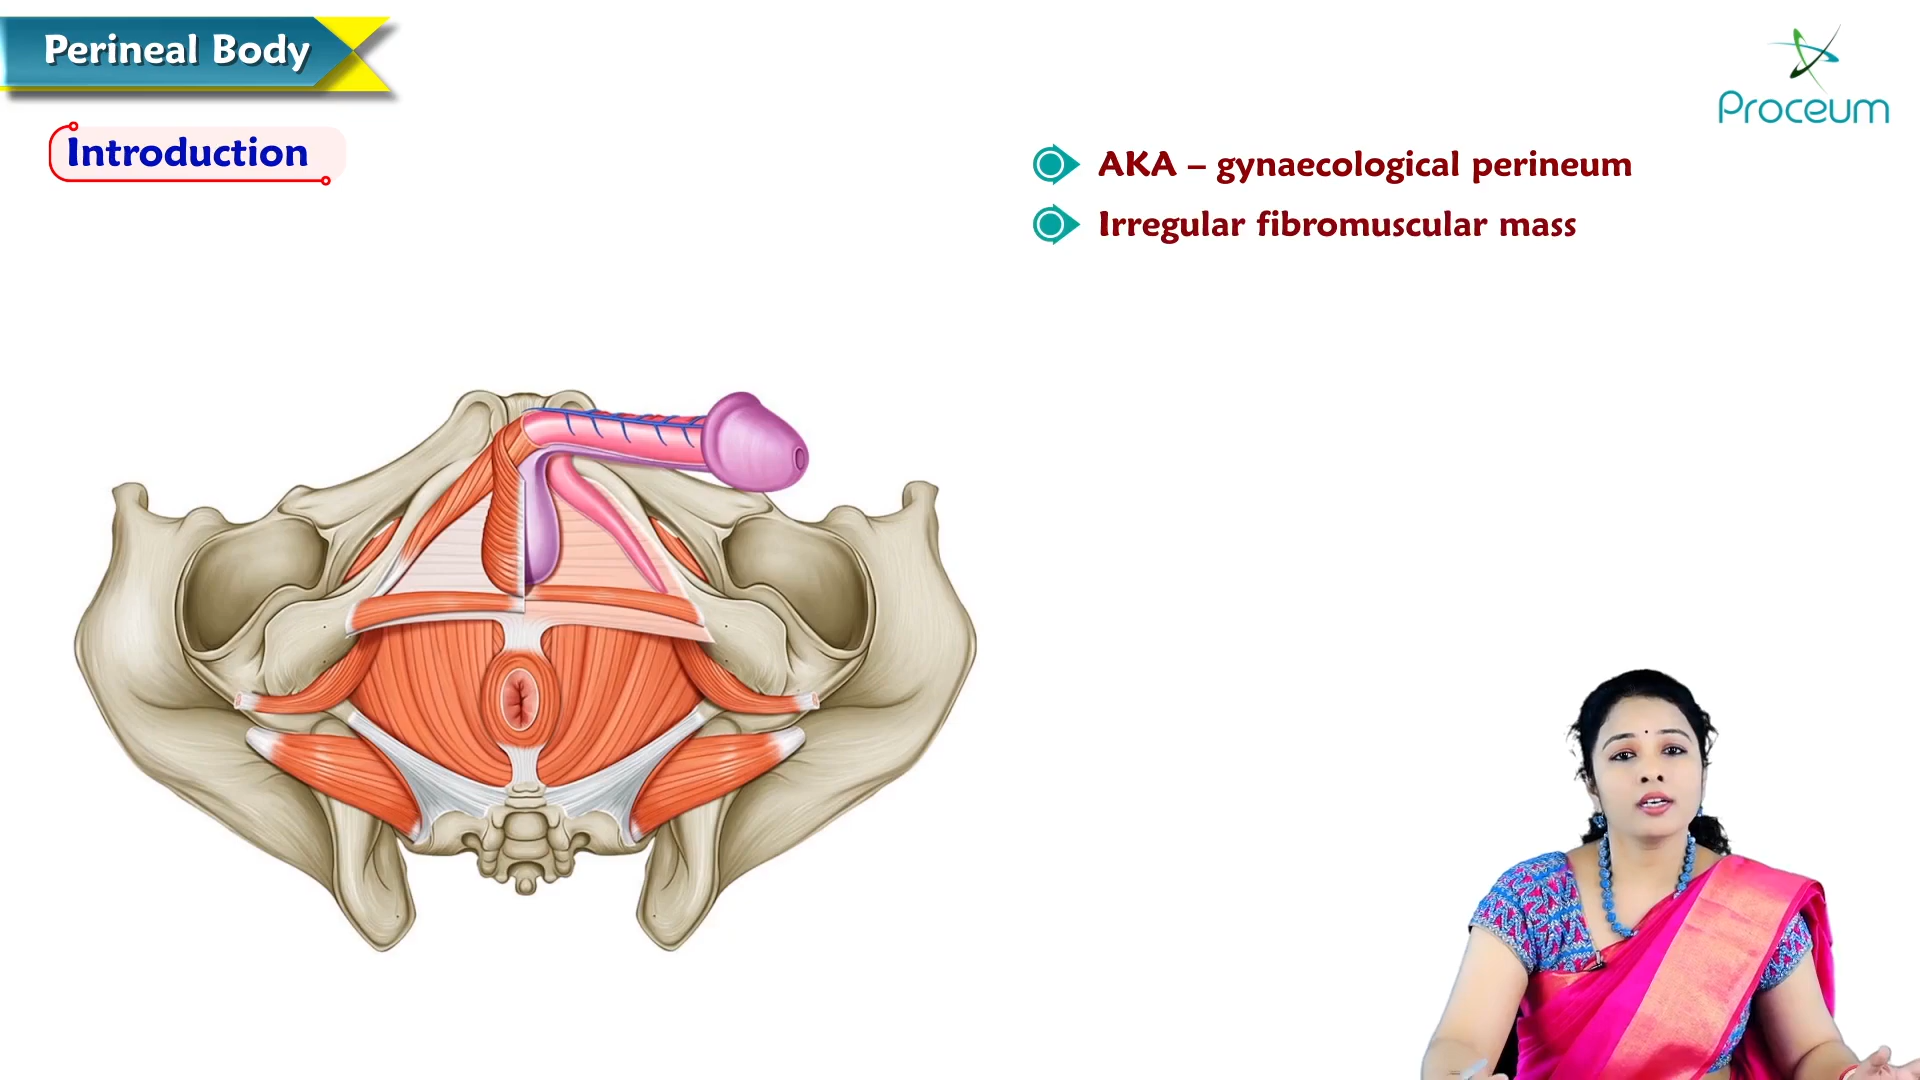 Perineal Body
Proceum
Introduction
AKA – gynaecological perineum
Irregular fibromuscular mass